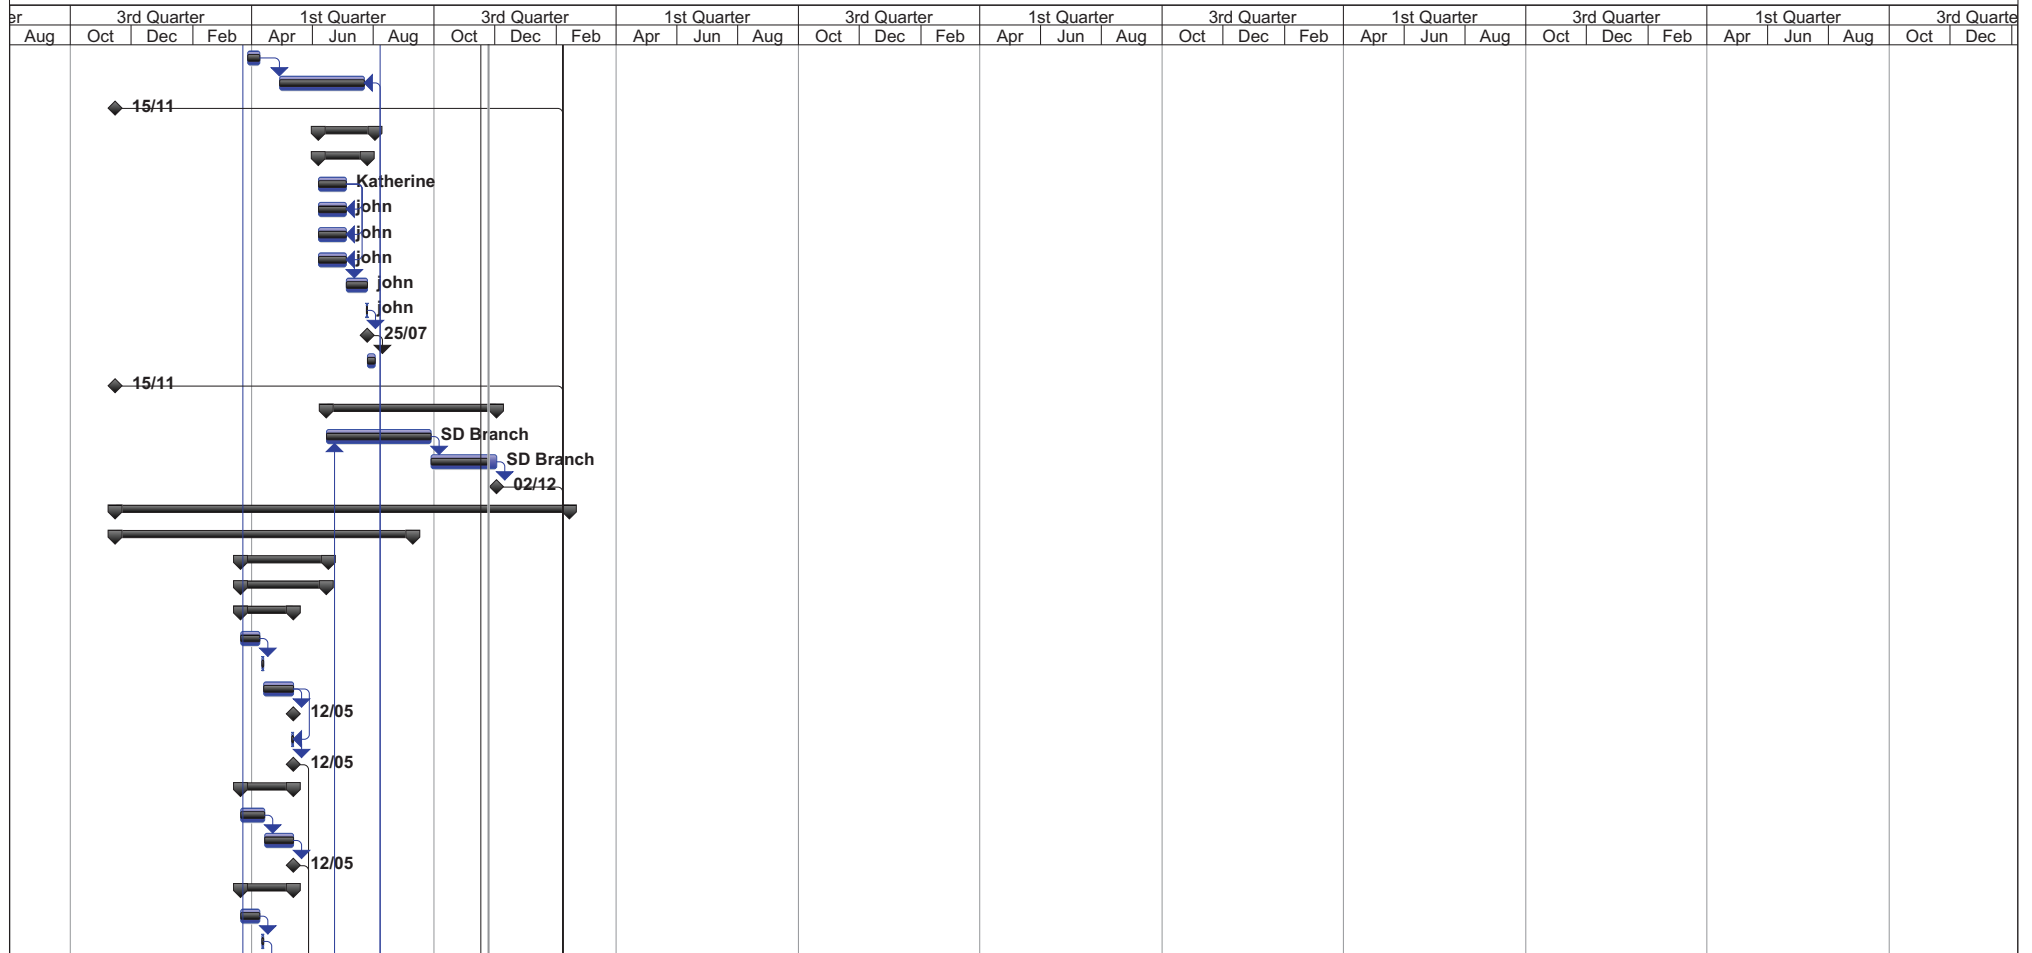 er 3rd Quarter 1st Quarter 3rd Quarter 1st Quarter 3rd Quarter 1st Quarter 3rd Quarter 1st Quarter 3rd Quarter 1st Quarter 3rd Quarte
Aug Oct Dec Feb Apr Jun Aug Oct Dec Feb Apr Jun Aug Oct Dec Feb Apr Jun Aug Oct Dec Feb Apr Jun Aug Oct Dec Feb Apr Jun Aug Oct Dec
15/11
Katherine
john
john
john
john
john
25/07
15/11
SD Branch
SD Branch
02/12
12/05
12/05
12/05